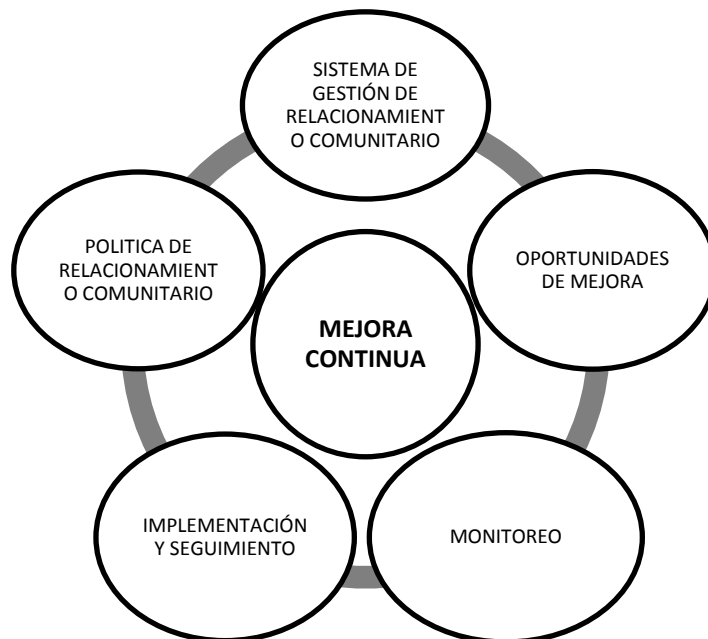 SISTEMA DE
GESTIÓN DE
RELACIONAMIENT
O COMUNITARIO
POLITICA DE
RELACIONAMIENT
O COMUNITARIO
OPORTUNIDADES
DE MEJORA
MEJORA
CONTINUA
IMPLEMENTACIÓN
Y SEGUIMIENTO
MONITOREO